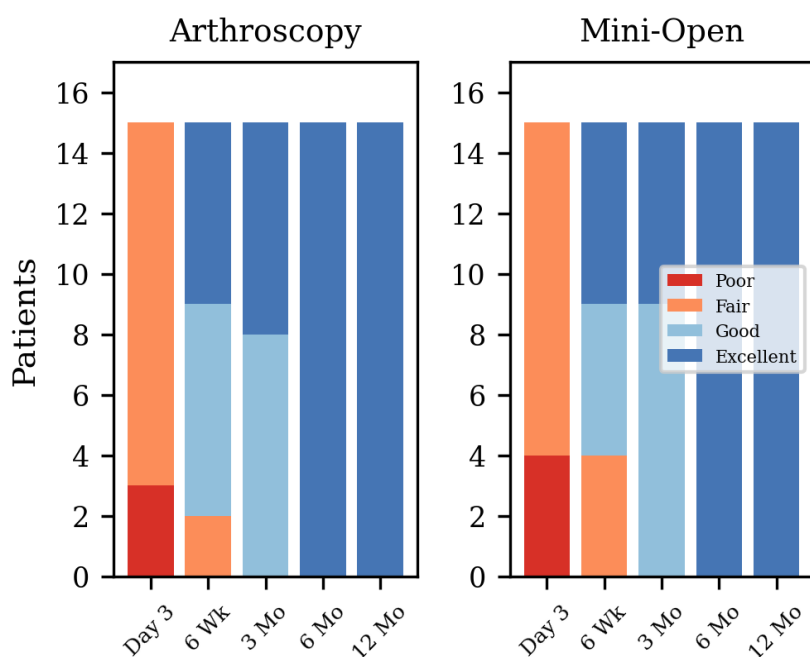 Arthroscopy
Mini-Open
Patients
16
14
12
10
8
6
4
2
0
16
14
12
10
8
6
4
2
0
Poor
Fair
Good
Excellent
Day 3
6 Wk
3 Mo
6 Mo
12 Mo
Day 3
6 Wk
3 Mo
6 Mo
12 Mo